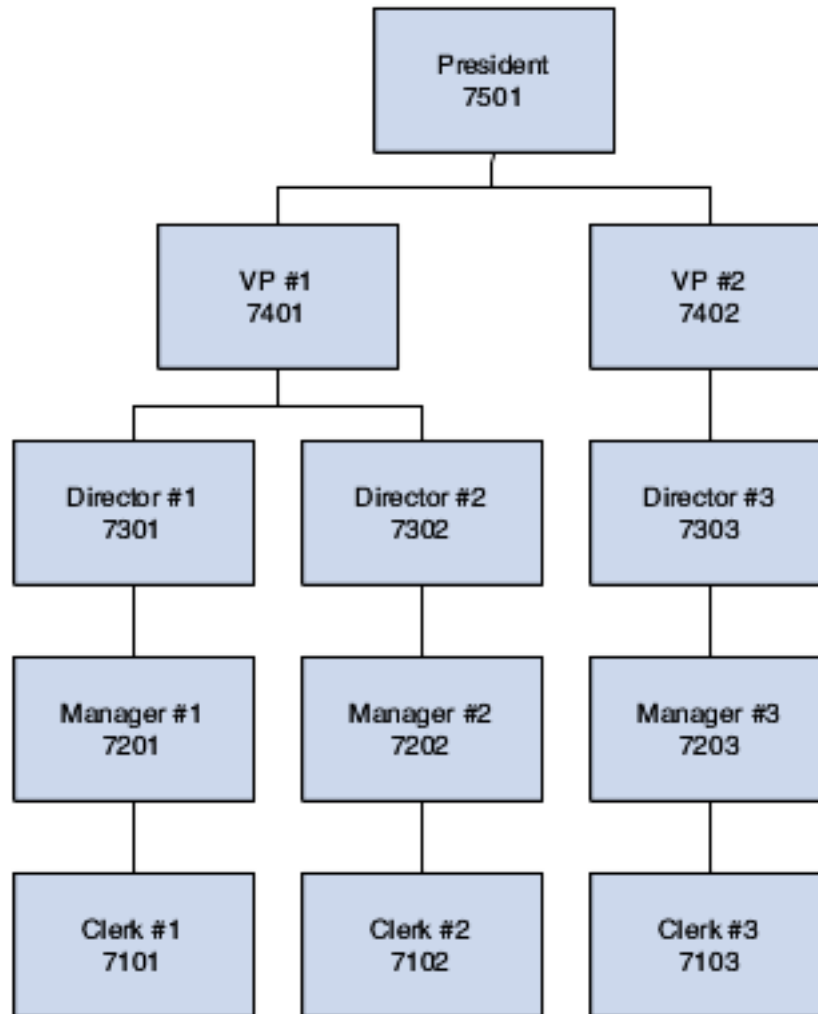 President
7501
VP #1
7401
VP #2
7402
Director #1
7301
Director #2
7302
Director #3
7303
Manager #1
7201
Manager #2
7202
Manager #3
7203
Clerk #1
7101
Clerk #2
7102
Clerk #3
7103